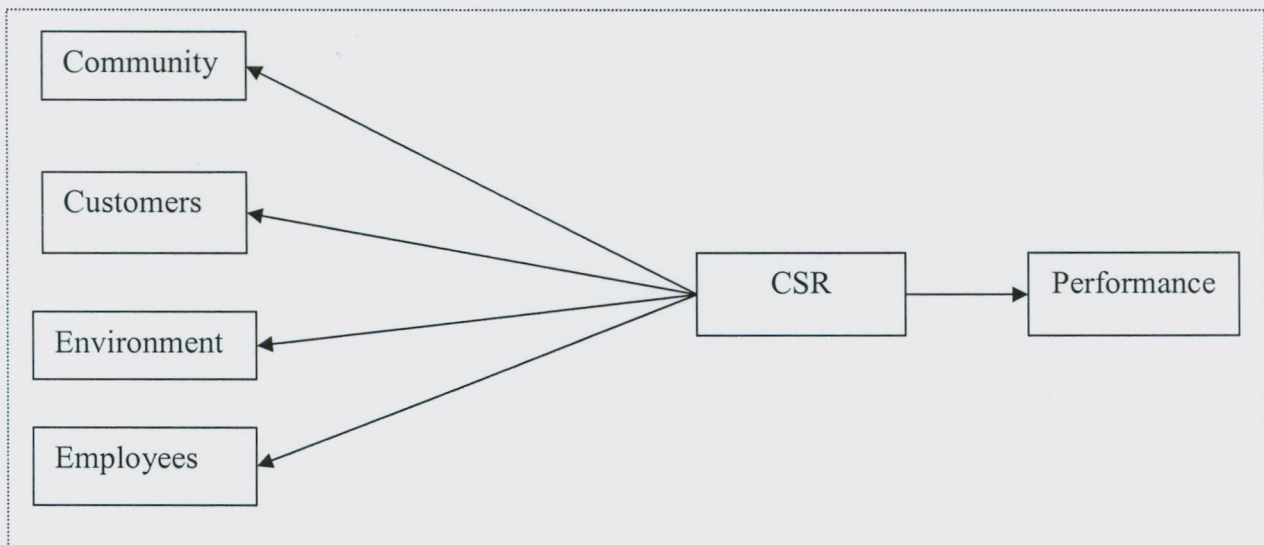 Community
Customers
Environment
Employees
CSR
Performance